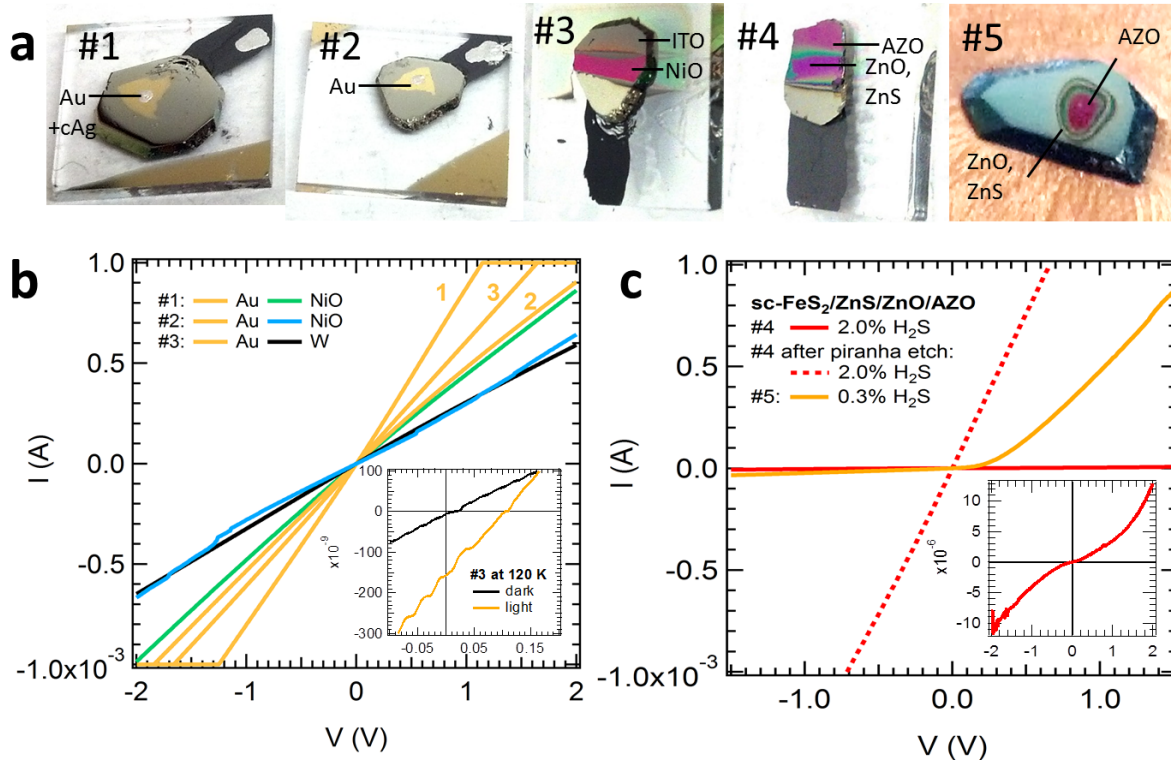 a
#1
Au
+cAg
#2
Au
#3
ITO
NiO
#4
AZO
ZnO,
ZnS
#5
AZO
ZnO,
ZnS
b
1.0
0.5
0.0
-0.5
-1.0x10⁻³
I (A)
#1: Au NiO
#2: Au NiO
#3: Au W
1 3 2
-2 -1 0 1 2
V (V)
100
0
-100
-200
-300
x10⁻⁹
#3 at 120 K
dark
light
-0.05 0.05 0.15
c
1.0
0.5
0.0
-0.5
-1.0x10⁻³
I (A)
sc-FeS₂/ZnS/ZnO/AZO
#4 2.0% H₂S
#4 after piranha etch:
2.0% H₂S
#5: 0.3% H₂S
-1.0 0.0 1.0
V (V)
10
5
0
-5
-10
x10⁻⁶
-2 -1 0 1 2